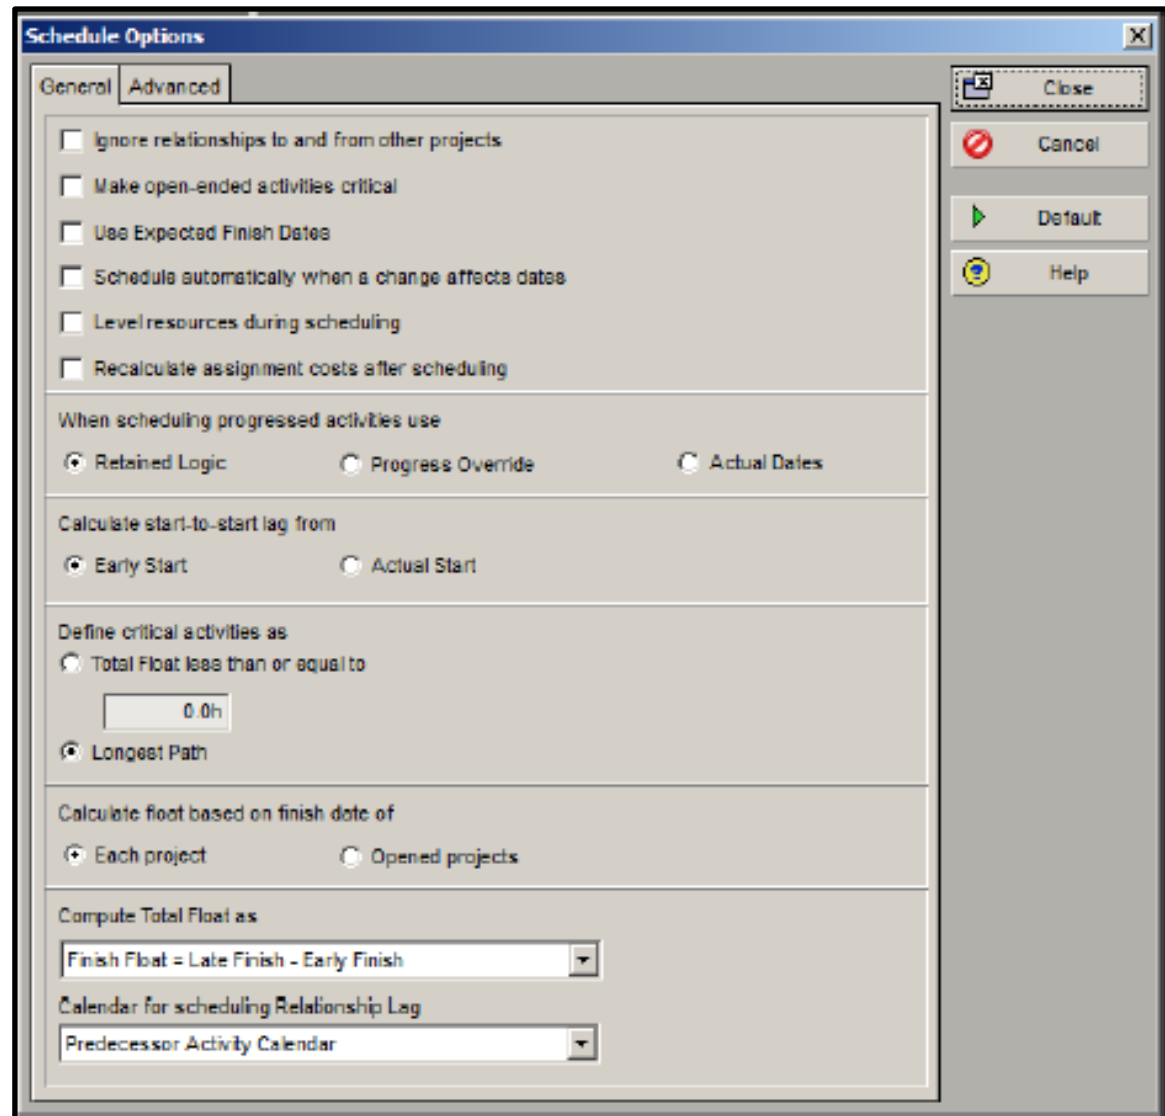 Schedule Options
General Advanced
Close
Cancel
Default
Help
Ignore relationships to and from other projects
Make open-ended activities critical
Use Expected Finish Dates
Schedule automatically when a change affects dates
Level resources during scheduling
Recalculate assignment costs after scheduling
When scheduling progressed activities use
Retained Logic Progress Override Actual Dates
Calculate start-to-start lag from
Early Start Actual Start
Define critical activities as
Total Float less than or equal to
0.0h
Longest Path
Calculate float based on finish date of
Each project Opened projects
Compute Total Float as
Finish Float = Late Finish - Early Finish
Calendar for scheduling Relationship Lag
Predecessor Activity Calendar